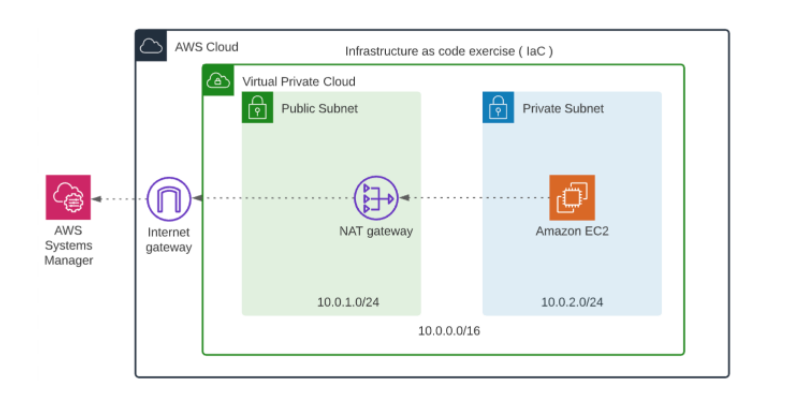 AWS Cloud
Infrastructure as code exercise ( IaC )
Virtual Private Cloud
Public Subnet
Private Subnet
AWS
Systems
Manager
Internet
gateway
NAT gateway
Amazon EC2
10.0.1.0/24
10.0.2.0/24
10.0.0.0/16